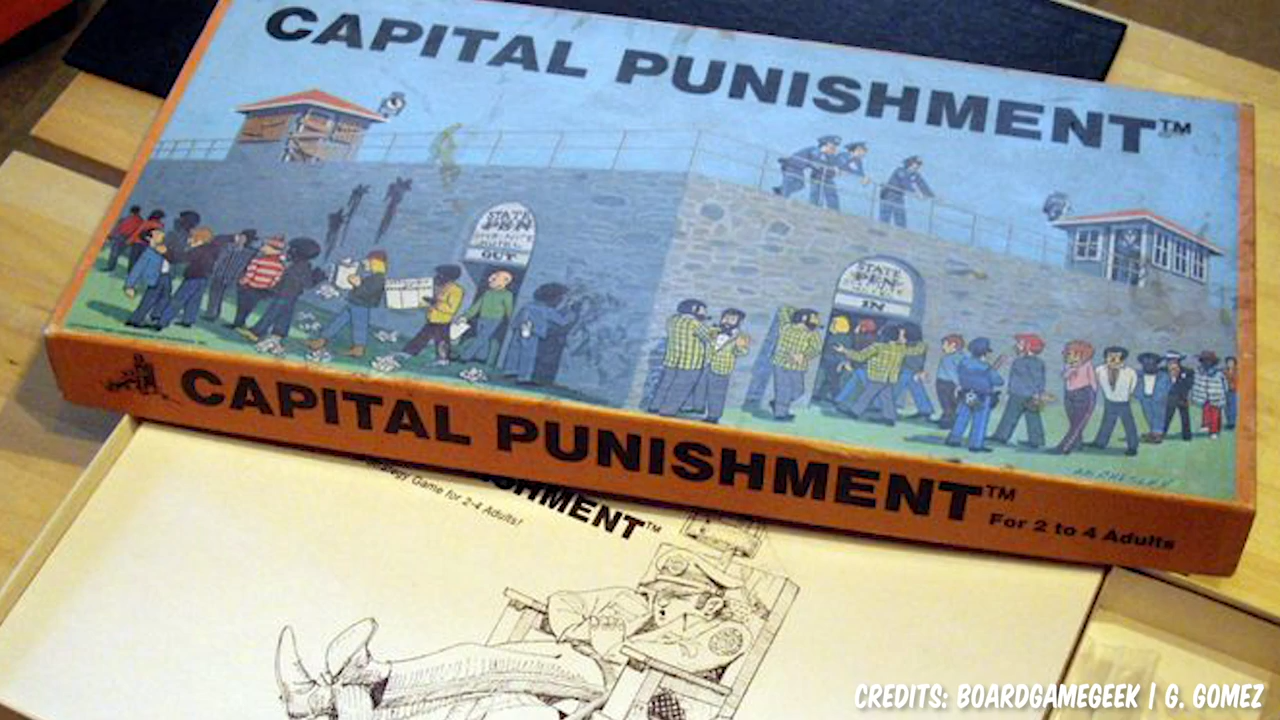 CAPITAL PUNISHMENT™
STATE
PEN
OUT
STATE
PEN
IN
CAPITAL PUNISHMENT™
For 2 to 4 Adults
SHMENT™
Strategy Game for 2-4 Adults!
CREDITS: BOARDGAMEGEEK | G. GOMEZ